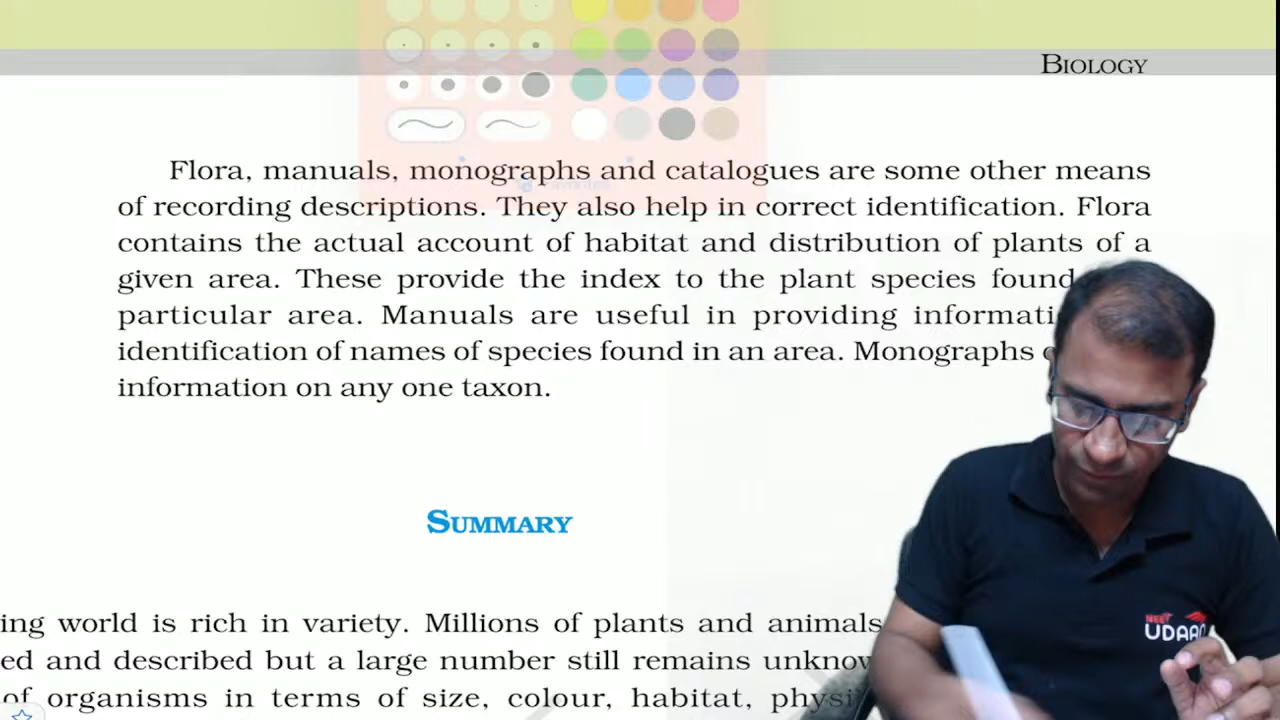 BIOLOGY
Flora, manuals, monographs and catalogues are some other means
of recording descriptions. They also help in correct identification. Flora
contains the actual account of habitat and distribution of plants of a
given area. These provide the index to the plant species found
particular area. Manuals are useful in providing informati
identification of names of species found in an area. Monographs
information on any one taxon.
SUMMARY
ing world is rich in variety. Millions of plants and animals
ed and described but a large number still remains unknow
of organisms in terms of size, colour, habitat, physi
NEET
UDAAN